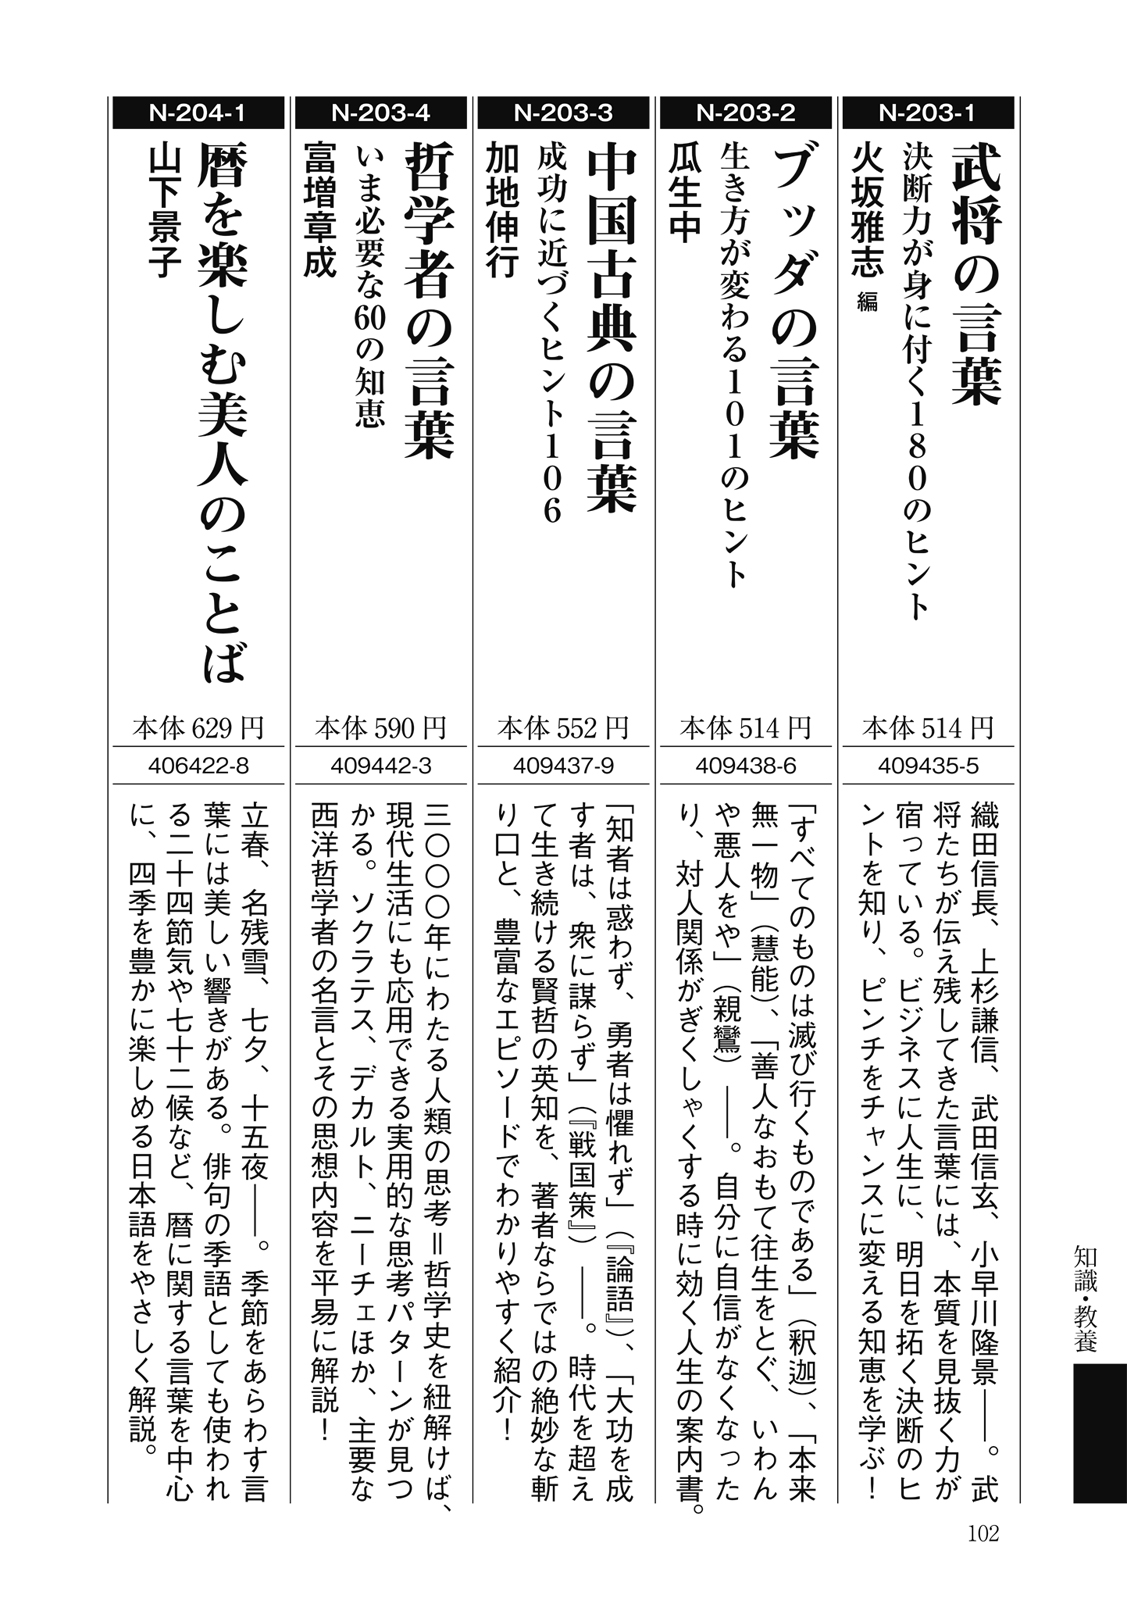 N-203-1
武将の言葉
決断力が身に付く180のヒント
火坂雅志 編
本体514円
409435-5
織田信長、上杉謙信、武田信玄、小早川隆景――。武
将たちが伝え残してきた言葉には、本質を見抜く力が
宿っている。ビジネスに人生に、明日を拓く決断のヒ
ントを知り、ピンチをチャンスに変える知恵を学ぶ！
N-203-2
ブッダの言葉
生き方が変わる101のヒント
瓜生中
本体514円
409438-6
「すべてのものは滅び行くものである」（釈迦）、「本来
無一物」（慧能）、「善人なおもて往生をとぐ、いわん
や悪人をや」（親鸞）――。自分に自信がなくなった
り、対人関係がぎくしゃくする時に効く人生の案内書。
N-203-3
中国古典の言葉
成功に近づくヒント106
加地伸行
本体552円
409437-9
「知者は惑わず、勇者は懼れず」（『論語』）、「大功を成
す者は、衆に謀らず」（『戦国策』）――。時代を超え
て生き続ける賢哲の英知を、著者ならではの絶妙な斬
り口と、豊富なエピソードでわかりやすく紹介！
N-203-4
哲学者の言葉
いま必要な60の知恵
富増章成
本体590円
409442-3
三〇〇〇年にわたる人類の思考＝哲学史を紐解けば、
現代生活にも応用できる実用的な思考パターンが見つ
かる。ソクラテス、デカルト、ニーチェほか、主要な
西洋哲学者の名言とその思想内容を平易に解説！
N-204-1
暦を楽しむ美人のことば
山下景子
本体629円
406422-8
立春、名残雪、七夕、十五夜――。季節をあらわす言
葉には美しい響きがある。俳句の季語としても使われ
る二十四節気や七十二候など、暦に関する言葉を中心
に、四季を豊かに楽しめる日本語をやさしく解説。
知識・教養
102